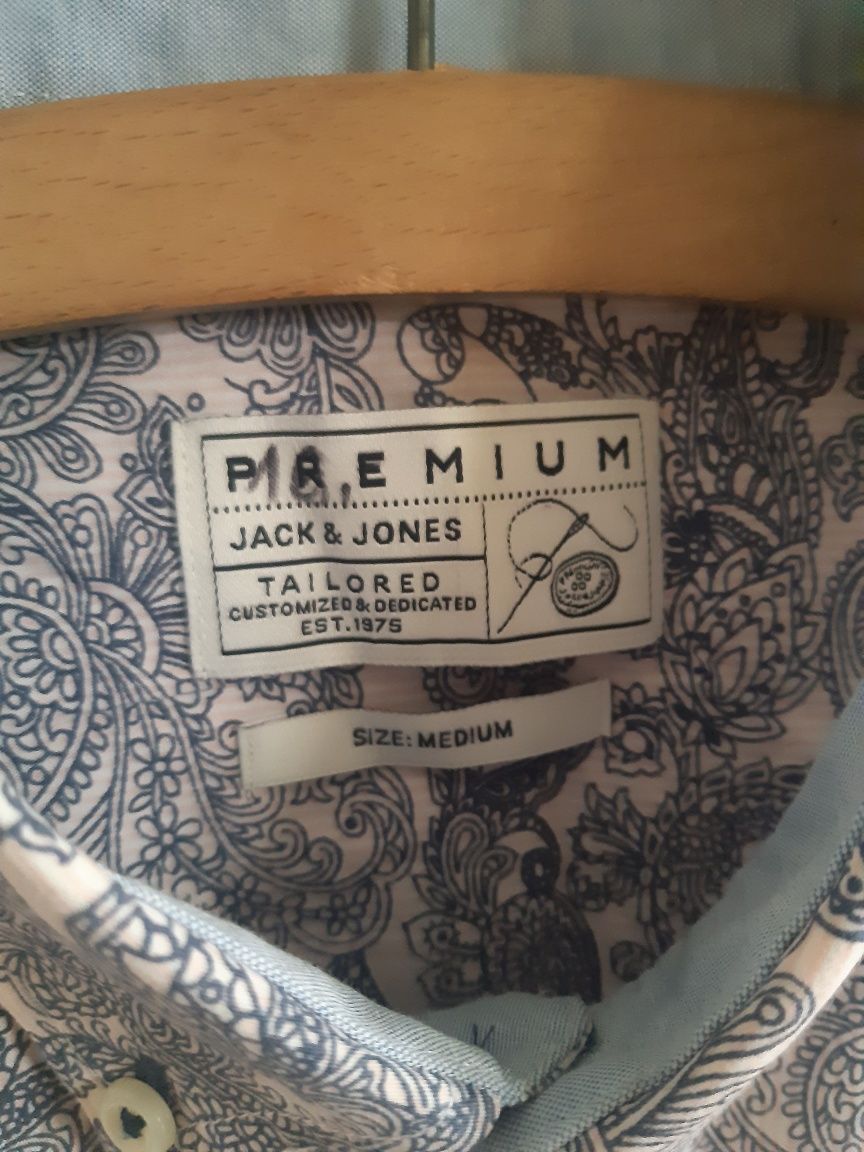 PREMIUM
JACK & JONES
TAILORED
CUSTOMIZED & DEDICATED
EST. 1975
SIZE: MEDIUM